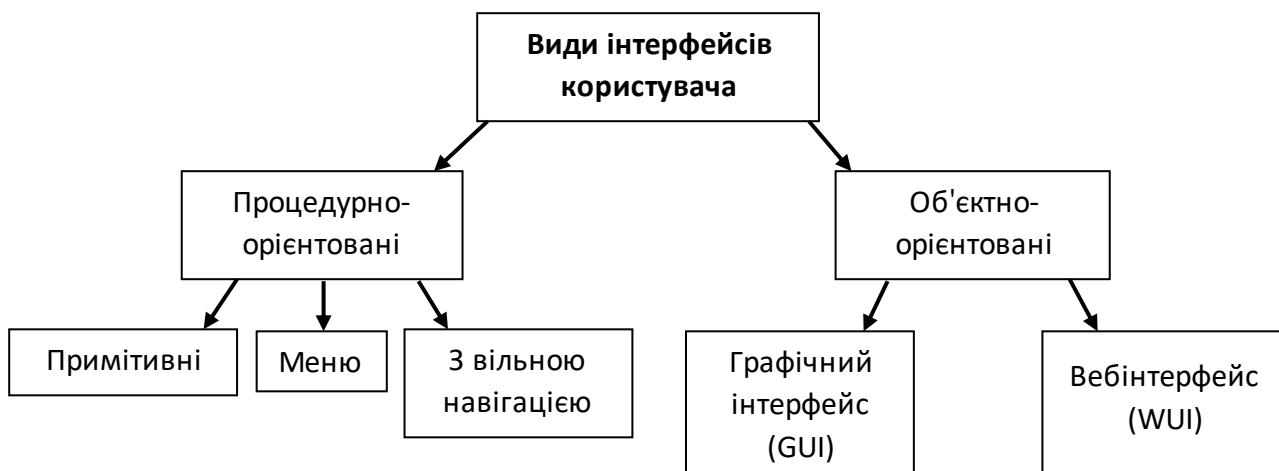 Види інтерфейсів
користувача
Процедурно-
орієнтовані
Об'єктно-
орієнтовані
Примітивні
Меню
З вільною
навігацією
Графічний
інтерфейс
(GUI)
Вебінтерфейс
(WUI)